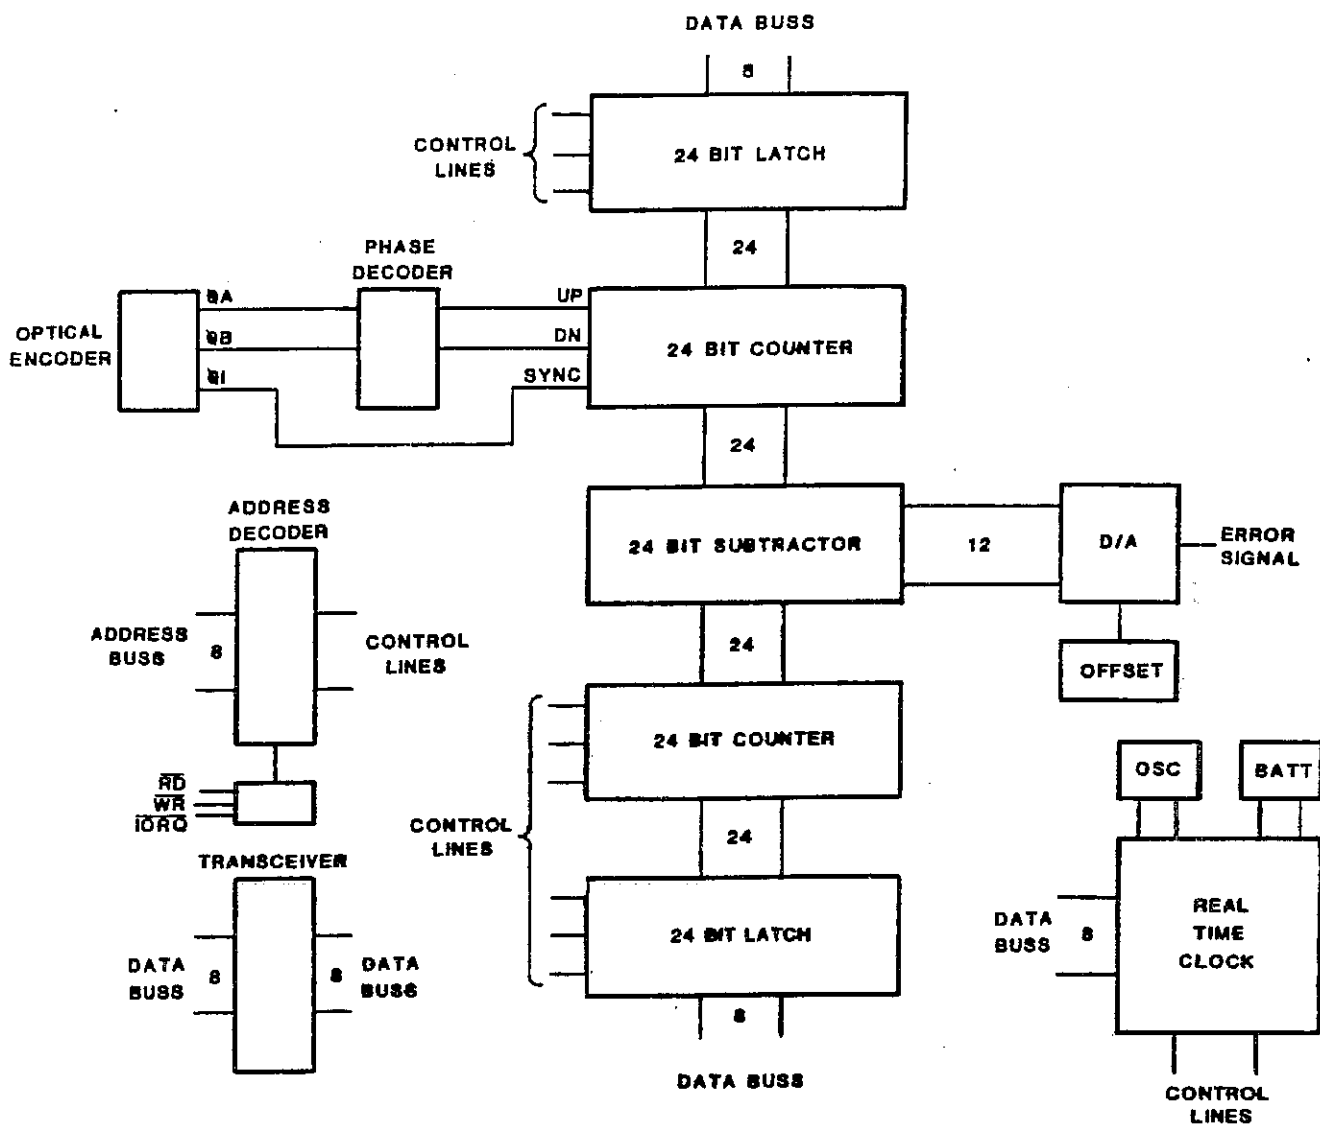 DATA BUSS
8
CONTROL
LINES
24 BIT LATCH
24
PHASE
DECODER
OPTICAL
ENCODER
ØA
ØB
ØI
UP
DN
SYNC
24 BIT COUNTER
24
ADDRESS
DECODER
24 BIT SUBTRACTOR
12
D/A
ERROR
SIGNAL
ADDRESS
BUSS
8
CONTROL
LINES
24
OFFSET
24 BIT COUNTER
OSC
BATT
RD
WR
IORQ
CONTROL
LINES
24
TRANSCEIVER
DATA
BUSS
8
8
DATA
BUSS
24 BIT LATCH
DATA
BUSS
8
REAL
TIME
CLOCK
8
DATA BUSS
CONTROL
LINES